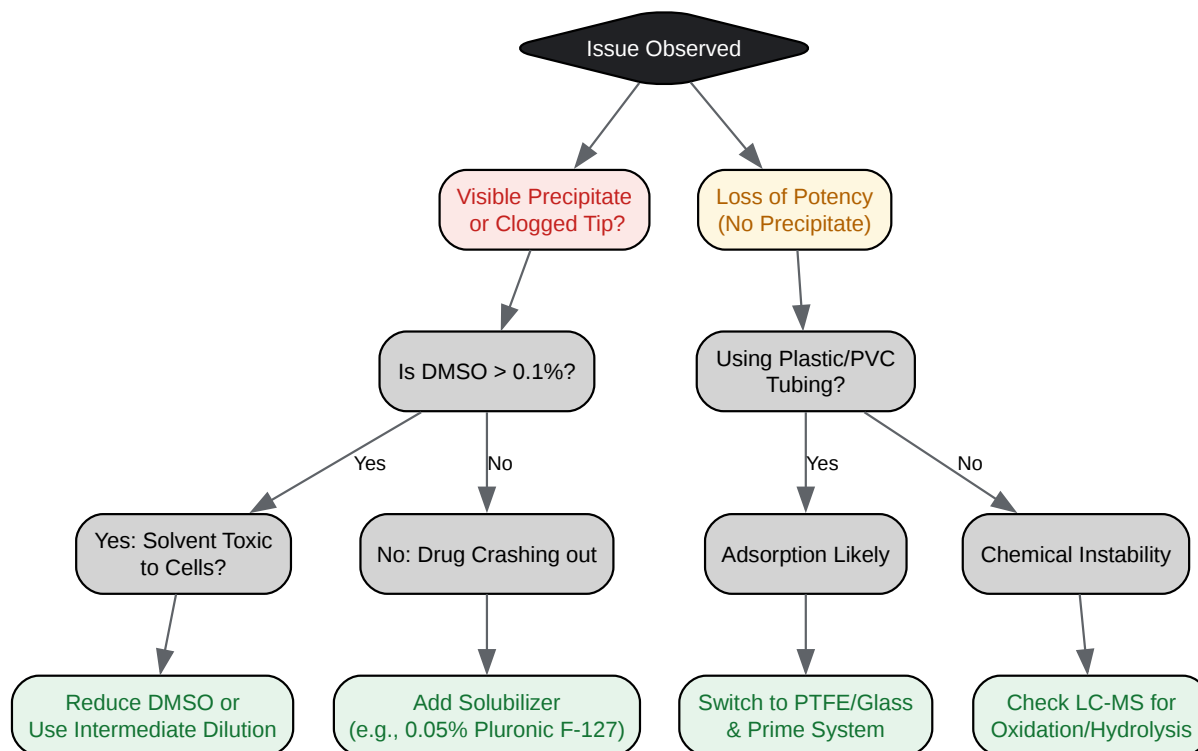 Issue Observed
Visible Precipitate
or Clogged Tip?
Loss of Potency
(No Precipitate)
Is DMSO > 0.1%?
Using Plastic/PVC
Tubing?
Yes
No
Yes
No
Yes: Solvent Toxic
to Cells?
No: Drug Crashing out
Adsorption Likely
Chemical Instability
Reduce DMSO or
Use Intermediate Dilution
Add Solubilizer
(e.g., 0.05% Pluronic F-127)
Switch to PTFE/Glass
& Prime System
Check LC-MS for
Oxidation/Hydrolysis